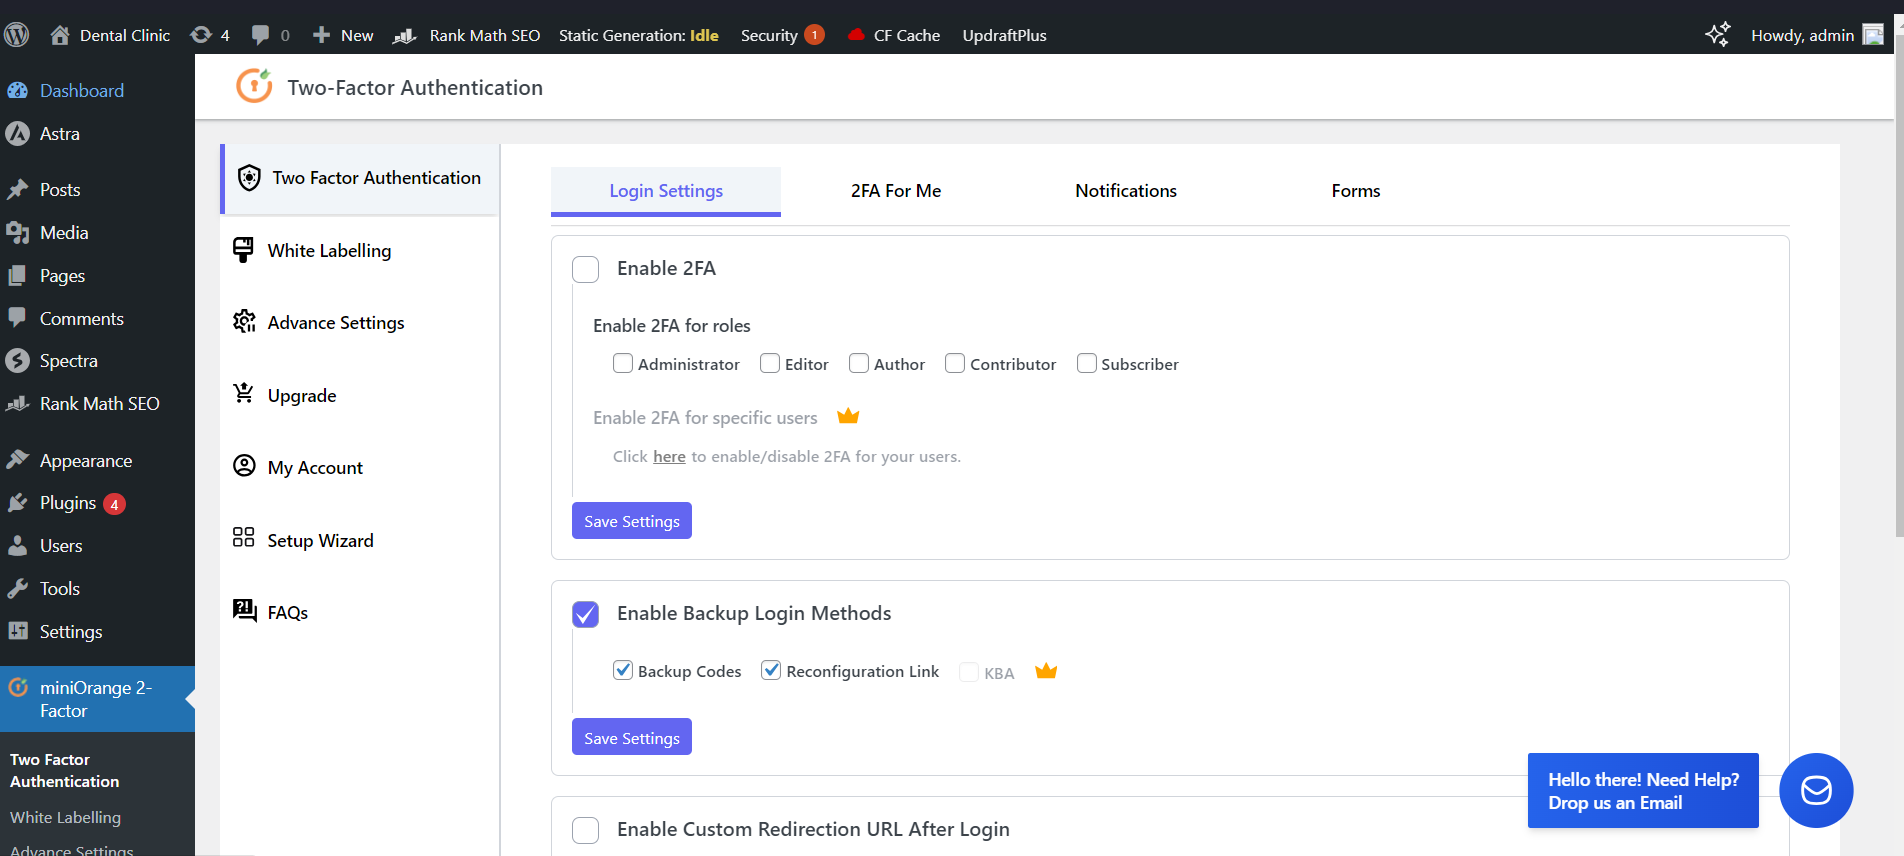 Dental Clinic 4 0 New Rank Math SEO Static Generation: Idle Security 1 CF Cache UpdraftPlus Howdy, admin
Dashboard
Astra
Posts
Media
Pages
Comments
Spectra
Rank Math SEO
Appearance
Plugins 4
Users
Tools
Settings
miniOrange 2-
Factor
Two Factor
Authentication
White Labelling
Advance Settings
Two-Factor Authentication
Two Factor Authentication
White Labelling
Advance Settings
Upgrade
My Account
Setup Wizard
FAQs
Login Settings 2FA For Me Notifications Forms
Enable 2FA
Enable 2FA for roles
Administrator Editor Author Contributor Subscriber
Enable 2FA for specific users
Click here to enable/disable 2FA for your users.
Save Settings
Enable Backup Login Methods
Backup Codes Reconfiguration Link KBA
Save Settings
Enable Custom Redirection URL After Login
Hello there! Need Help?
Drop us an Email